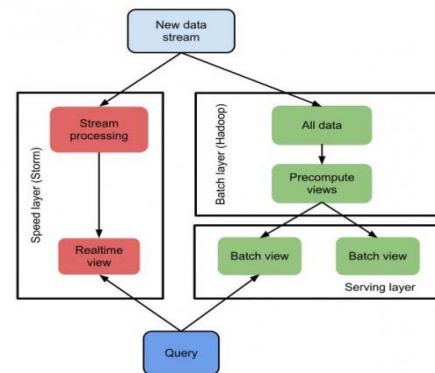 New data
stream
Stream
processing
Speed layer (Storm)
Realtime
view
Batch layer (Hadoop)
All data
Precompute
views
Batch view
Batch view
Serving layer
Query